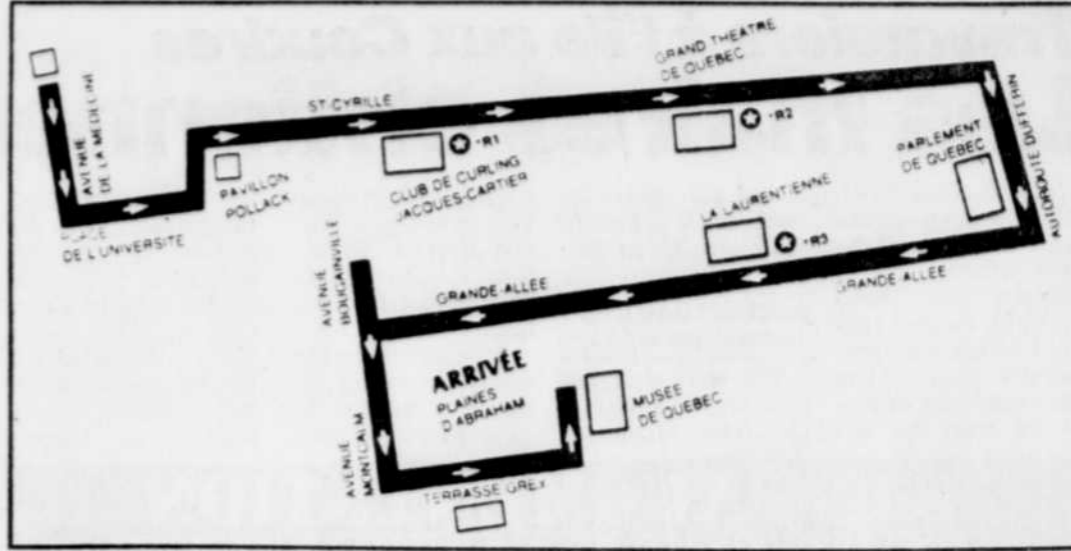 AVENUE
DE LA MEDECINE
PLACE
DE L'UNIVERSITE
PAVILLON
POLLACK
ST-CYRILLE
R1
CLUB DE CURLING
JACQUES-CARTIER
GRAND THEATRE
DE QUEBEC
R2
AUTOROUTE DUFFERIN
PARLEMENT
DE QUEBEC
LA LAURENTIENNE
R3
GRANDE-ALLEE
GRANDE-ALLEE
AVENUE
BOUGAINVILLE
ARRIVÉE
PLAINES
D'ABRAHAM
MUSEE
DE QUEBEC
AVENUE
MONTCALM
TERRASSE GREY